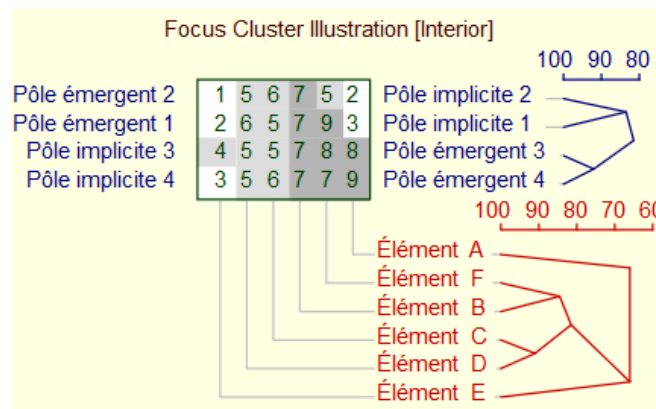 Focus Cluster Illustration [Interior]
100 90 80
Pôle émergent 2 1 5 6 7 5 2 Pôle implicite 2
Pôle émergent 1 2 6 5 7 9 3 Pôle implicite 1
Pôle implicite 3 4 5 5 7 8 8 Pôle émergent 3
Pôle implicite 4 3 5 6 7 7 9 Pôle émergent 4
100 90 80 70 60
Élément A
Élément F
Élément B
Élément C
Élément D
Élément E